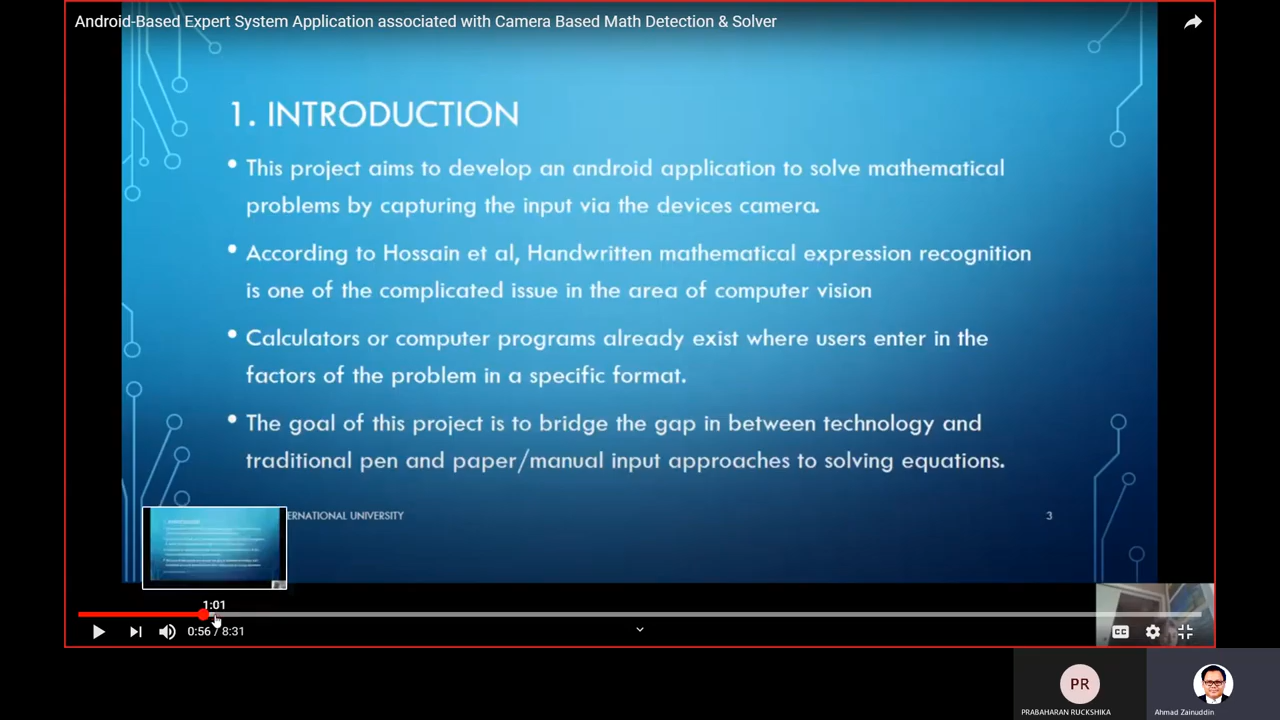 Android-Based Expert System Application associated with Camera Based Math Detection & Solver
1. INTRODUCTION
• This project aims to develop an android application to solve mathematical
problems by capturing the input via the devices camera.
• According to Hossain et al, Handwritten mathematical expression recognition
is one of the complicated issue in the area of computer vision
• Calculators or computer programs already exist where users enter in the
factors of the problem in a specific format.
• The goal of this project is to bridge the gap in between technology and
traditional pen and paper/manual input approaches to solving equations.
ERNATIONAL UNIVERSITY
3
1:01
0:56 / 8:31
CC
PR
PRABAHARAN RUCKSHIKA
Ahmad Zainuddin